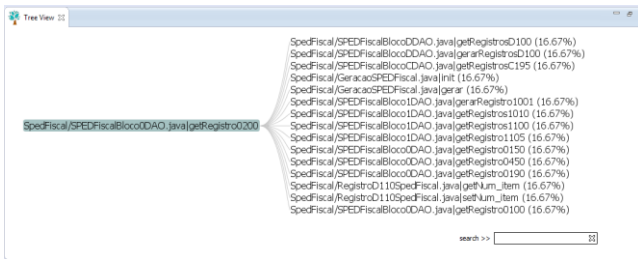 Tree View
SpedFiscal/SPEDFiscalBlocoDDAO.java|getRegistrosD100 (16.67%)
SpedFiscal/SPEDFiscalBlocoDDAO.java|gerarRegistrosD100 (16.67%)
SpedFiscal/SPEDFiscalBlocoCDAO.java|getRegistrosC195 (16.67%)
SpedFiscal/GeracaoSPEDFiscal.java|init (16.67%)
SpedFiscal/GeracaoSPEDFiscal.java|gerar (16.67%)
SpedFiscal/SPEDFiscalBloco1DAO.java|gerarRegistro1001 (16.67%)
SpedFiscal/SPEDFiscalBloco1DAO.java|getRegistros1010 (16.67%)
SpedFiscal/SPEDFiscalBloco0DAO.java|getRegistro0200
SpedFiscal/SPEDFiscalBloco1DAO.java|getRegistros1100 (16.67%)
SpedFiscal/SPEDFiscalBloco1DAO.java|getRegistro1105 (16.67%)
SpedFiscal/SPEDFiscalBloco0DAO.java|getRegistro0150 (16.67%)
SpedFiscal/SPEDFiscalBloco0DAO.java|getRegistro0450 (16.67%)
SpedFiscal/SPEDFiscalBloco0DAO.java|getRegistro0190 (16.67%)
SpedFiscal/RegistroD110SpedFiscal.java|getNum_item (16.67%)
SpedFiscal/RegistroD110SpedFiscal.java|setNum_item (16.67%)
SpedFiscal/SPEDFiscalBloco0DAO.java|getRegistro0100 (16.67%)
search >>